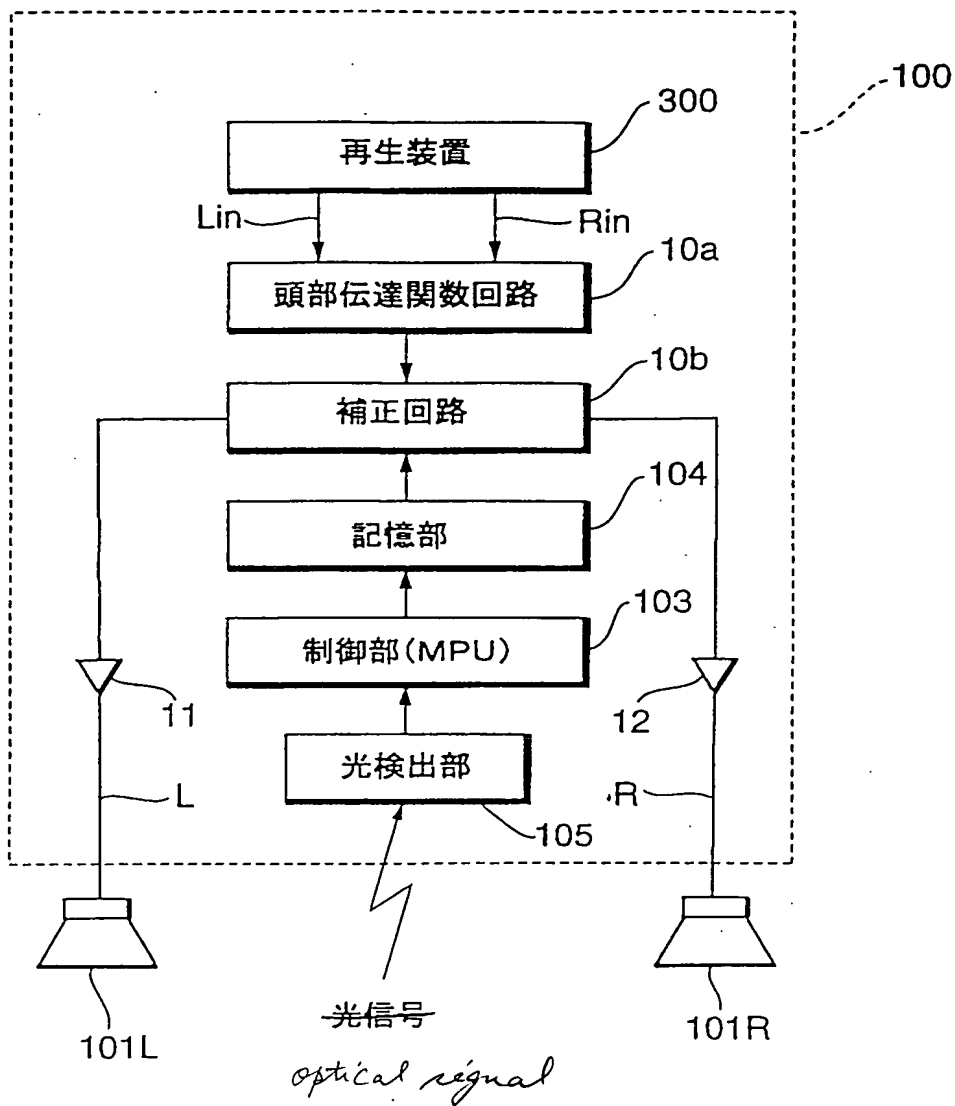 100
300
再生装置
Lin
Rin
10a
頭部伝達関数回路
10b
補正回路
104
記憶部
103
制御部(MPU)
11
12
光検出部
L
R
105
101L
101R
光信号
optical signal